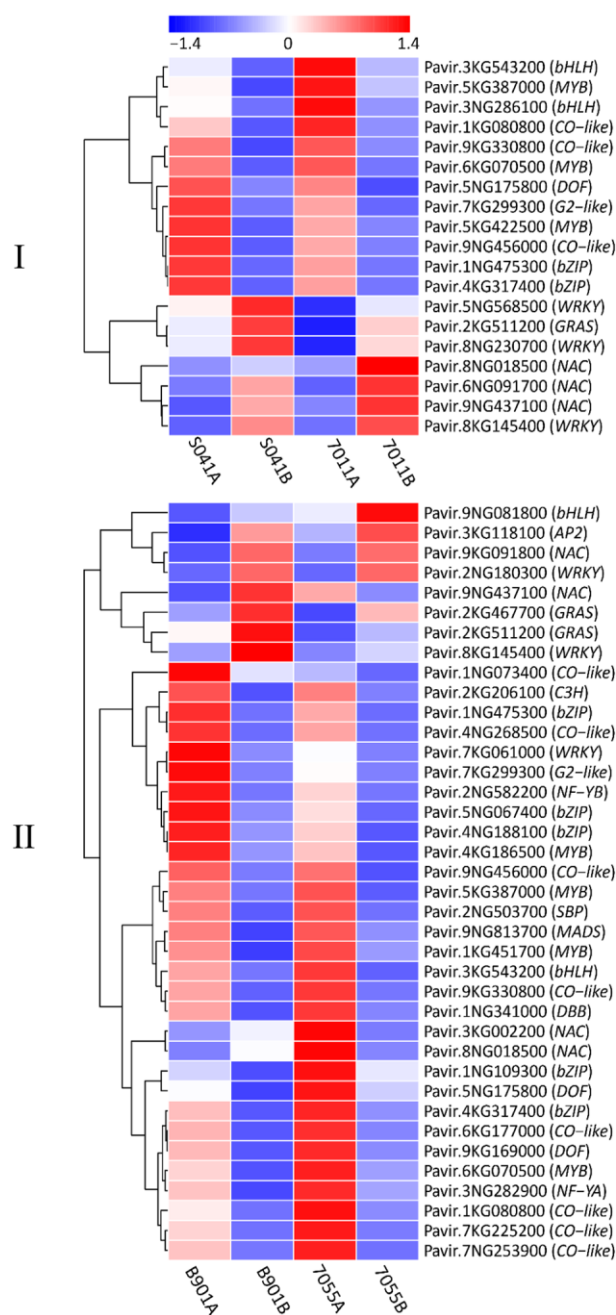 −1.4 0 1.4
I
Pavir.3KG543200 (bHLH)
Pavir.5KG387000 (MYB)
Pavir.3NG286100 (bHLH)
Pavir.1KG080800 (CO−like)
Pavir.9KG330800 (CO−like)
Pavir.6KG070500 (MYB)
Pavir.5NG175800 (DOF)
Pavir.7KG299300 (G2−like)
Pavir.5KG422500 (MYB)
Pavir.9NG456000 (CO−like)
Pavir.1NG475300 (bZIP)
Pavir.4KG317400 (bZIP)
Pavir.5NG568500 (WRKY)
Pavir.2KG511200 (GRAS)
Pavir.8NG230700 (WRKY)
Pavir.8NG018500 (NAC)
Pavir.6NG091700 (NAC)
Pavir.9NG437100 (NAC)
Pavir.8KG145400 (WRKY)
S041A S041B 7011A 7011B
II
Pavir.9NG081800 (bHLH)
Pavir.3KG118100 (AP2)
Pavir.9KG091800 (NAC)
Pavir.2NG180300 (WRKY)
Pavir.9NG437100 (NAC)
Pavir.2KG467700 (GRAS)
Pavir.2KG511200 (GRAS)
Pavir.8KG145400 (WRKY)
Pavir.1NG073400 (CO−like)
Pavir.2KG206100 (C3H)
Pavir.1NG475300 (bZIP)
Pavir.4NG268500 (CO−like)
Pavir.7KG061000 (WRKY)
Pavir.7KG299300 (G2−like)
Pavir.2NG582200 (NF−YB)
Pavir.5NG067400 (bZIP)
Pavir.4NG188100 (bZIP)
Pavir.4KG186500 (MYB)
Pavir.9NG456000 (CO−like)
Pavir.5KG387000 (MYB)
Pavir.2NG503700 (SBP)
Pavir.9NG813700 (MADS)
Pavir.1KG451700 (MYB)
Pavir.3KG543200 (bHLH)
Pavir.9KG330800 (CO−like)
Pavir.1NG341000 (DBB)
Pavir.3KG002200 (NAC)
Pavir.8NG018500 (NAC)
Pavir.1NG109300 (bZIP)
Pavir.5NG175800 (DOF)
Pavir.4KG317400 (bZIP)
Pavir.6KG177000 (CO−like)
Pavir.9KG169000 (DOF)
Pavir.6KG070500 (MYB)
Pavir.3NG282900 (NF−YA)
Pavir.1KG080800 (CO−like)
Pavir.7KG225200 (CO−like)
Pavir.7NG253900 (CO−like)
B901A B901B 7055A 7055B